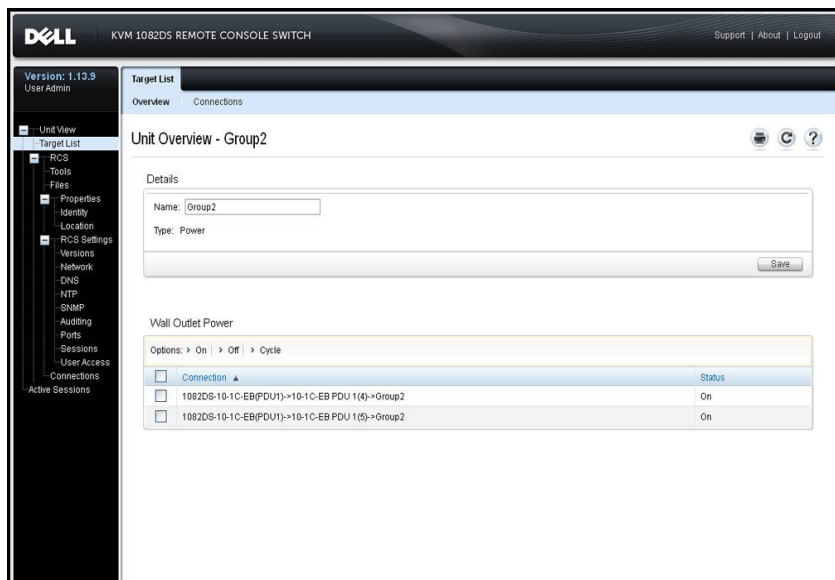 DELL
KVM 1082DS REMOTE CONSOLE SWITCH
Support | About | Logout
Version: 1.13.9
User Admin
Unit View
Target List
RCS
Tools
Files
Properties
Identity
Location
RCS Settings
Versions
Network
DNS
NTP
SNMP
Auditing
Ports
Sessions
User Access
Connections
Active Sessions
Target List
Overview
Connections
Unit Overview - Group2
?
Details
Name: Group2
Type: Power
Save
Wall Outlet Power
Options: > On | > Off | > Cycle
Connection ▲ Status
1082DS-10-1C-EB(PDU1)->10-1C-EB PDU 1(4)->Group2 On
1082DS-10-1C-EB(PDU1)->10-1C-EB PDU 1(5)->Group2 On